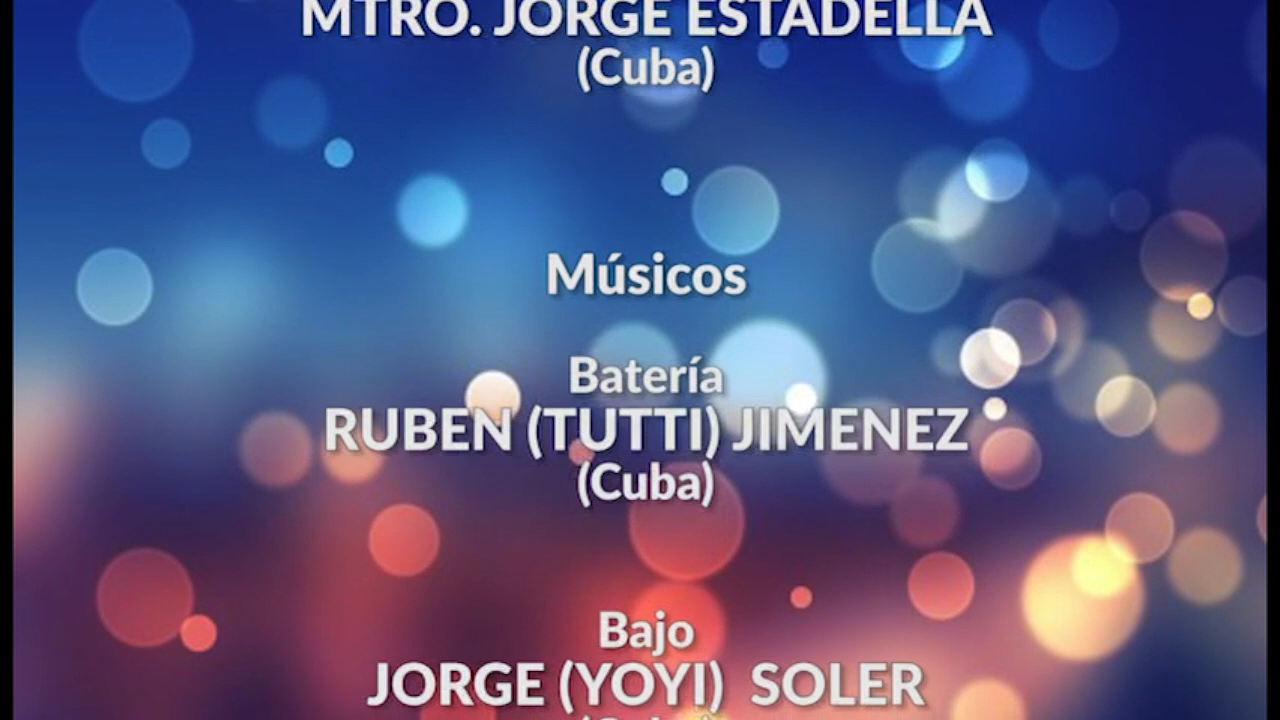 MTRO. JORGE ESTADELLA
(Cuba)
Músicos
Batería
RUBEN (TUTTI) JIMENEZ
(Cuba)
Bajo
JORGE (YOYI) SOLER